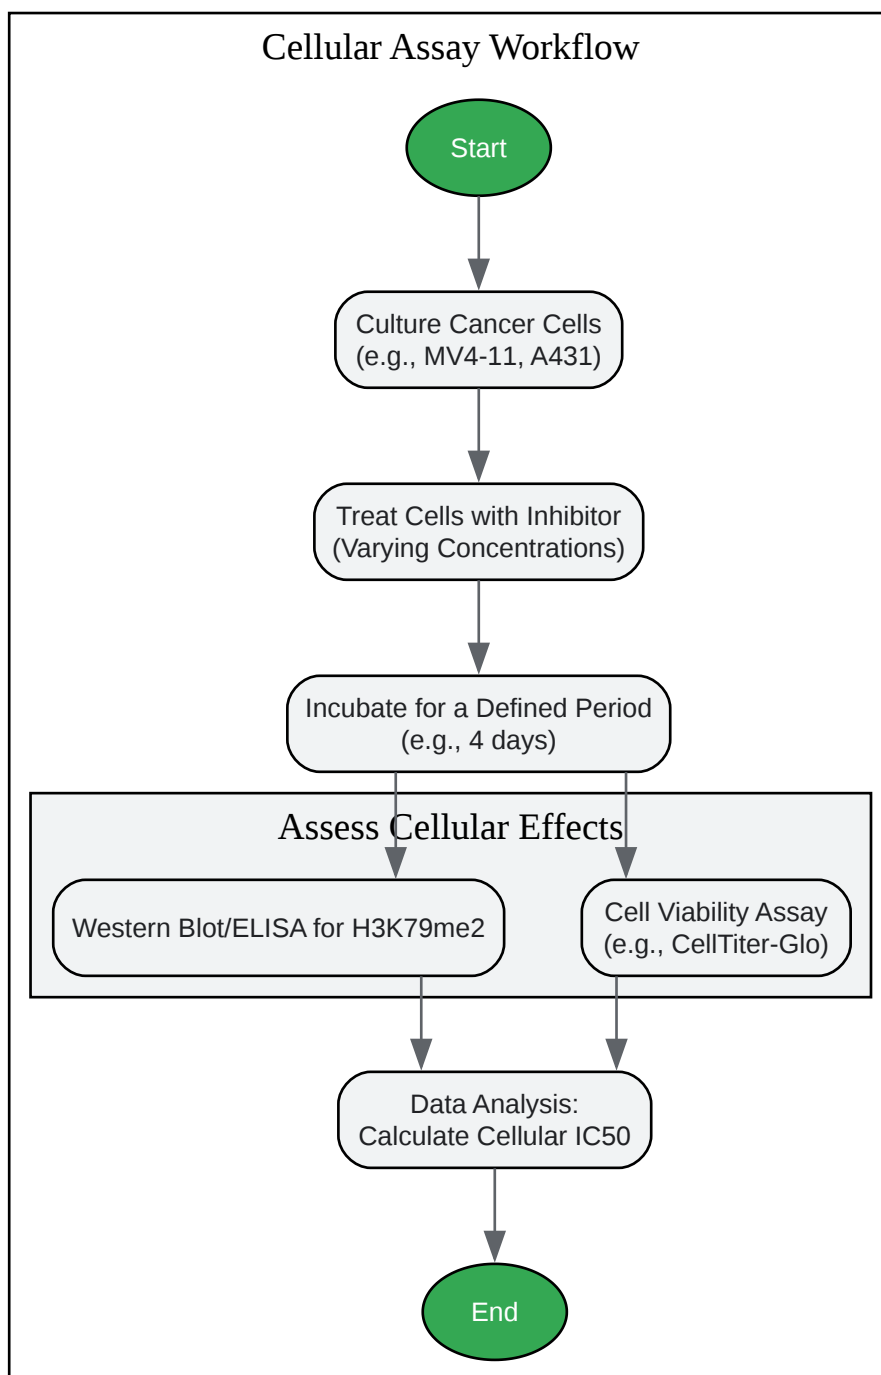 Cellular Assay Workflow
Start
Culture Cancer Cells
(e.g., MV4-11, A431)
Treat Cells with Inhibitor
(Varying Concentrations)
Incubate for a Defined Period
(e.g., 4 days)
Assess Cellular Effects
Western Blot/ELISA for H3K79me2
Cell Viability Assay
(e.g., CellTiter-Glo)
Data Analysis:
Calculate Cellular IC50
End